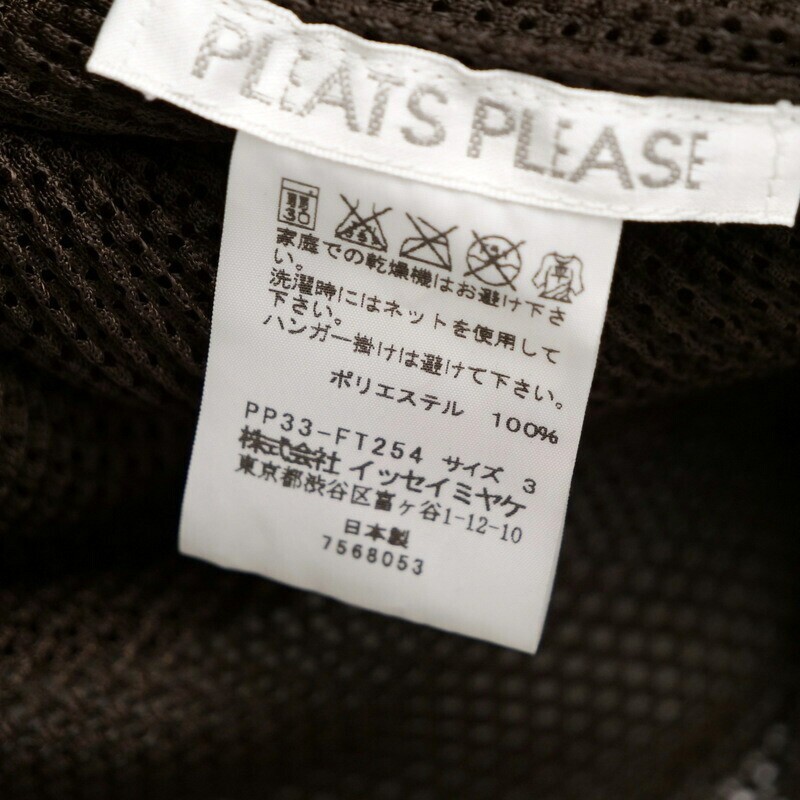 PLEATS PLEASE
30
家庭での乾燥機はお避け下さ
い。
洗濯時にはネットを使用して
下さい。
ハンガー掛けは避けて下さい。
ポリエステル 100%
PP33-FT254 サイズ 3
株式会社 イッセイミヤケ
東京都渋谷区富ヶ谷1-12-10
日本製
7568053